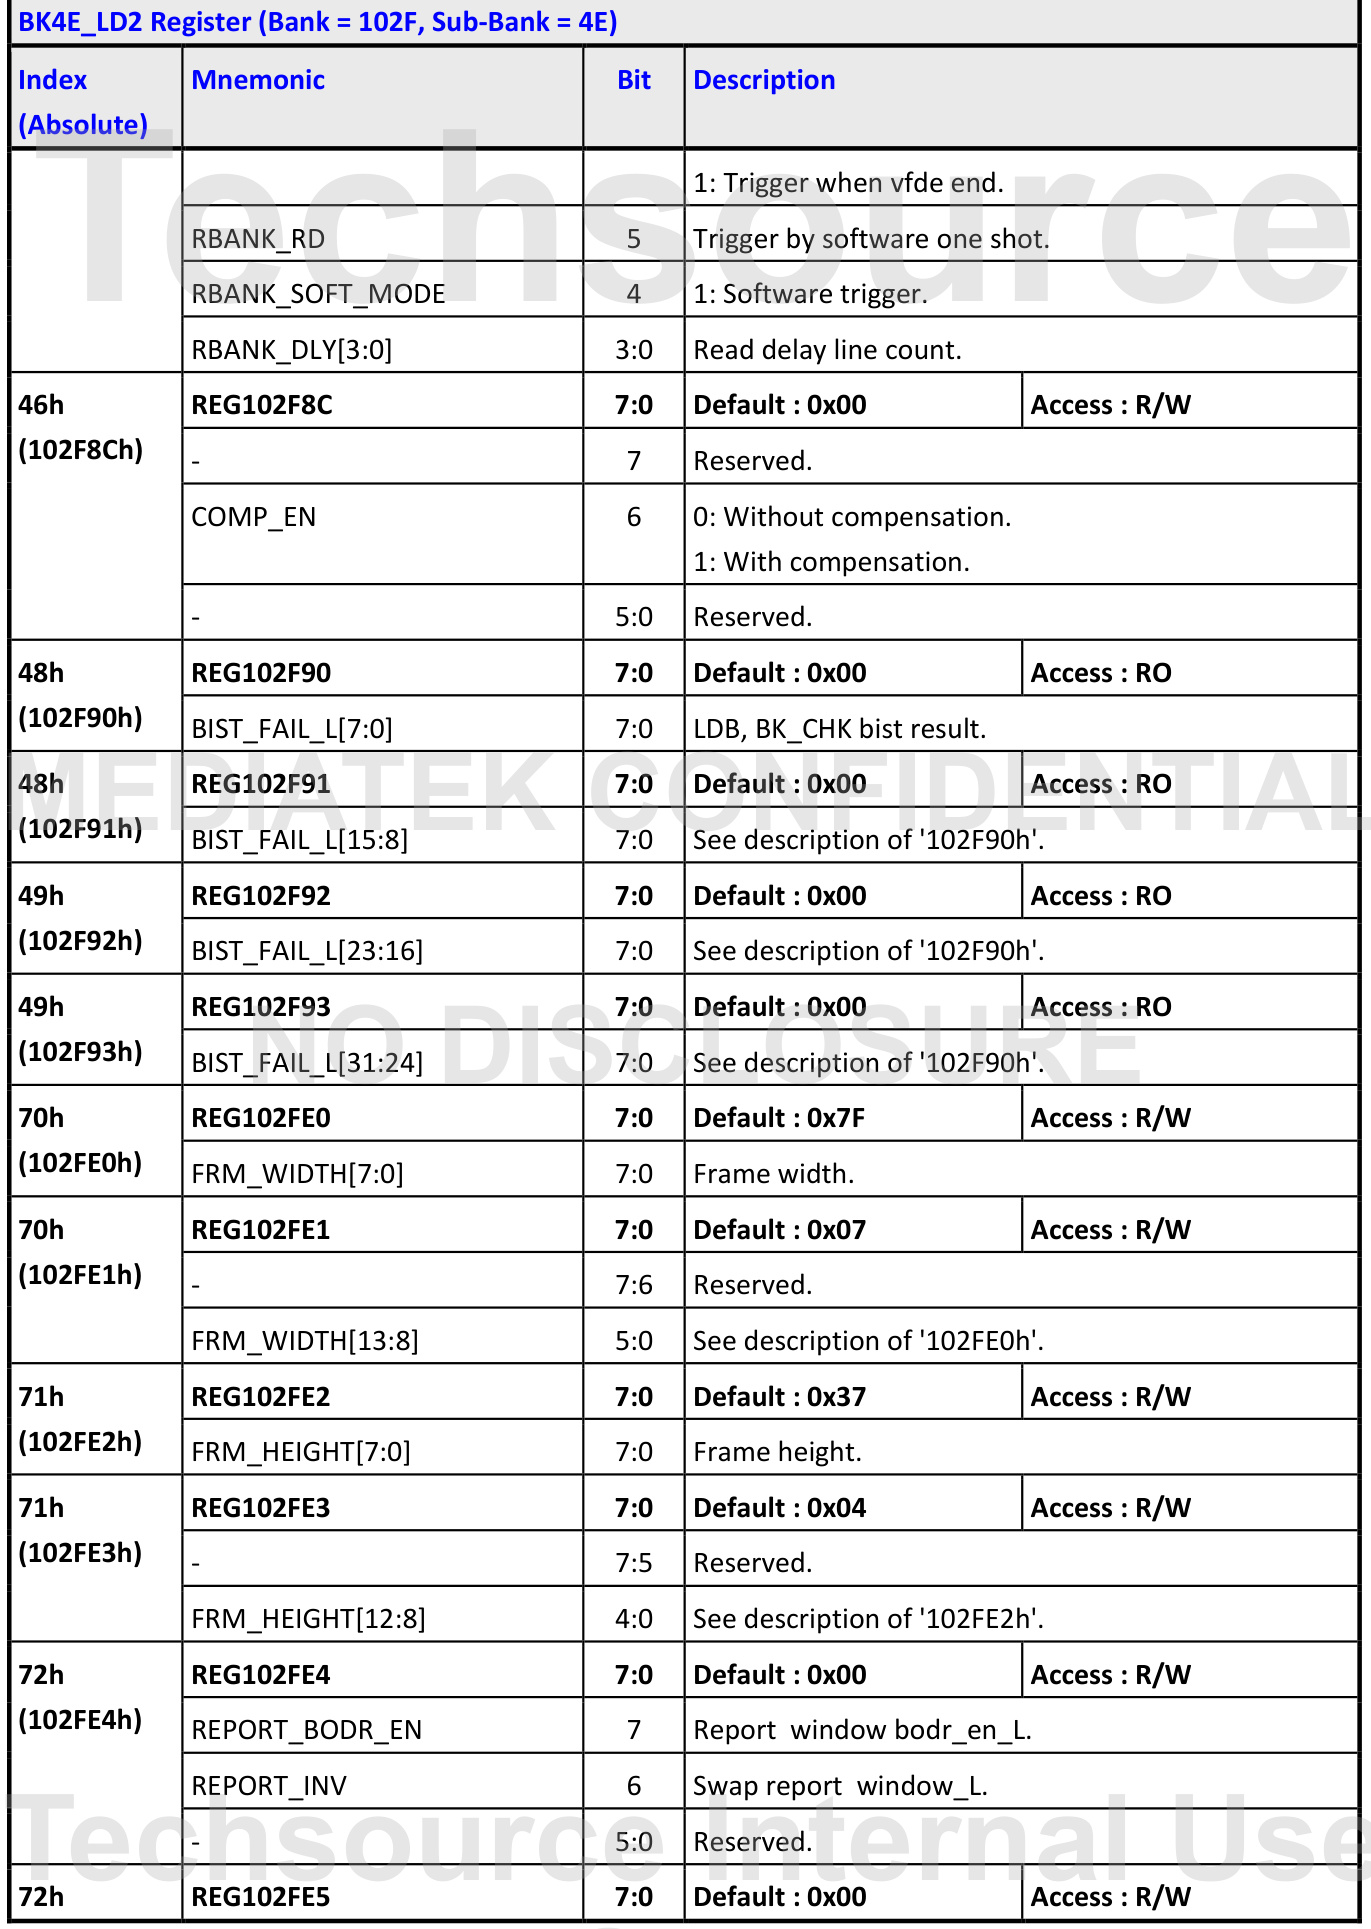 BK4E_LD2 Register (Bank = 102F, Sub-Bank = 4E)
Index (Absolute) Mnemonic Bit Description
1: Trigger when vfde end.
RBANK_RD 5 Trigger by software one shot.
RBANK_SOFT_MODE 4 1: Software trigger.
RBANK_DLY[3:0] 3:0 Read delay line count.
46h REG102F8C 7:0 Default : 0x00 Access : R/W
(102F8Ch)
- 7 Reserved.
COMP_EN 6 0: Without compensation.
1: With compensation.
- 5:0 Reserved.
48h REG102F90 7:0 Default : 0x00 Access : RO
(102F90h)
BIST_FAIL_L[7:0] 7:0 LDB, BK_CHK bist result.
48h REG102F91 7:0 Default : 0x00 Access : RO
(102F91h)
BIST_FAIL_L[15:8] 7:0 See description of '102F90h'.
49h REG102F92 7:0 Default : 0x00 Access : RO
(102F92h)
BIST_FAIL_L[23:16] 7:0 See description of '102F90h'.
49h REG102F93 7:0 Default : 0x00 Access : RO
(102F93h)
BIST_FAIL_L[31:24] 7:0 See description of '102F90h'.
70h REG102FE0 7:0 Default : 0x7F Access : R/W
(102FE0h)
FRM_WIDTH[7:0] 7:0 Frame width.
70h REG102FE1 7:0 Default : 0x07 Access : R/W
(102FE1h)
- 7:6 Reserved.
FRM_WIDTH[13:8] 5:0 See description of '102FE0h'.
71h REG102FE2 7:0 Default : 0x37 Access : R/W
(102FE2h)
FRM_HEIGHT[7:0] 7:0 Frame height.
71h REG102FE3 7:0 Default : 0x04 Access : R/W
(102FE3h)
- 7:5 Reserved.
FRM_HEIGHT[12:8] 4:0 See description of '102FE2h'.
72h REG102FE4 7:0 Default : 0x00 Access : R/W
(102FE4h)
REPORT_BODR_EN 7 Report  window bodr_en_L.
REPORT_INV 6 Swap report  window_L.
- 5:0 Reserved.
72h REG102FE5 7:0 Default : 0x00 Access : R/W
Techsource
MEDIATEK CONFIDENTIAL
NO DISCLOSURE
Techsource Internal Use